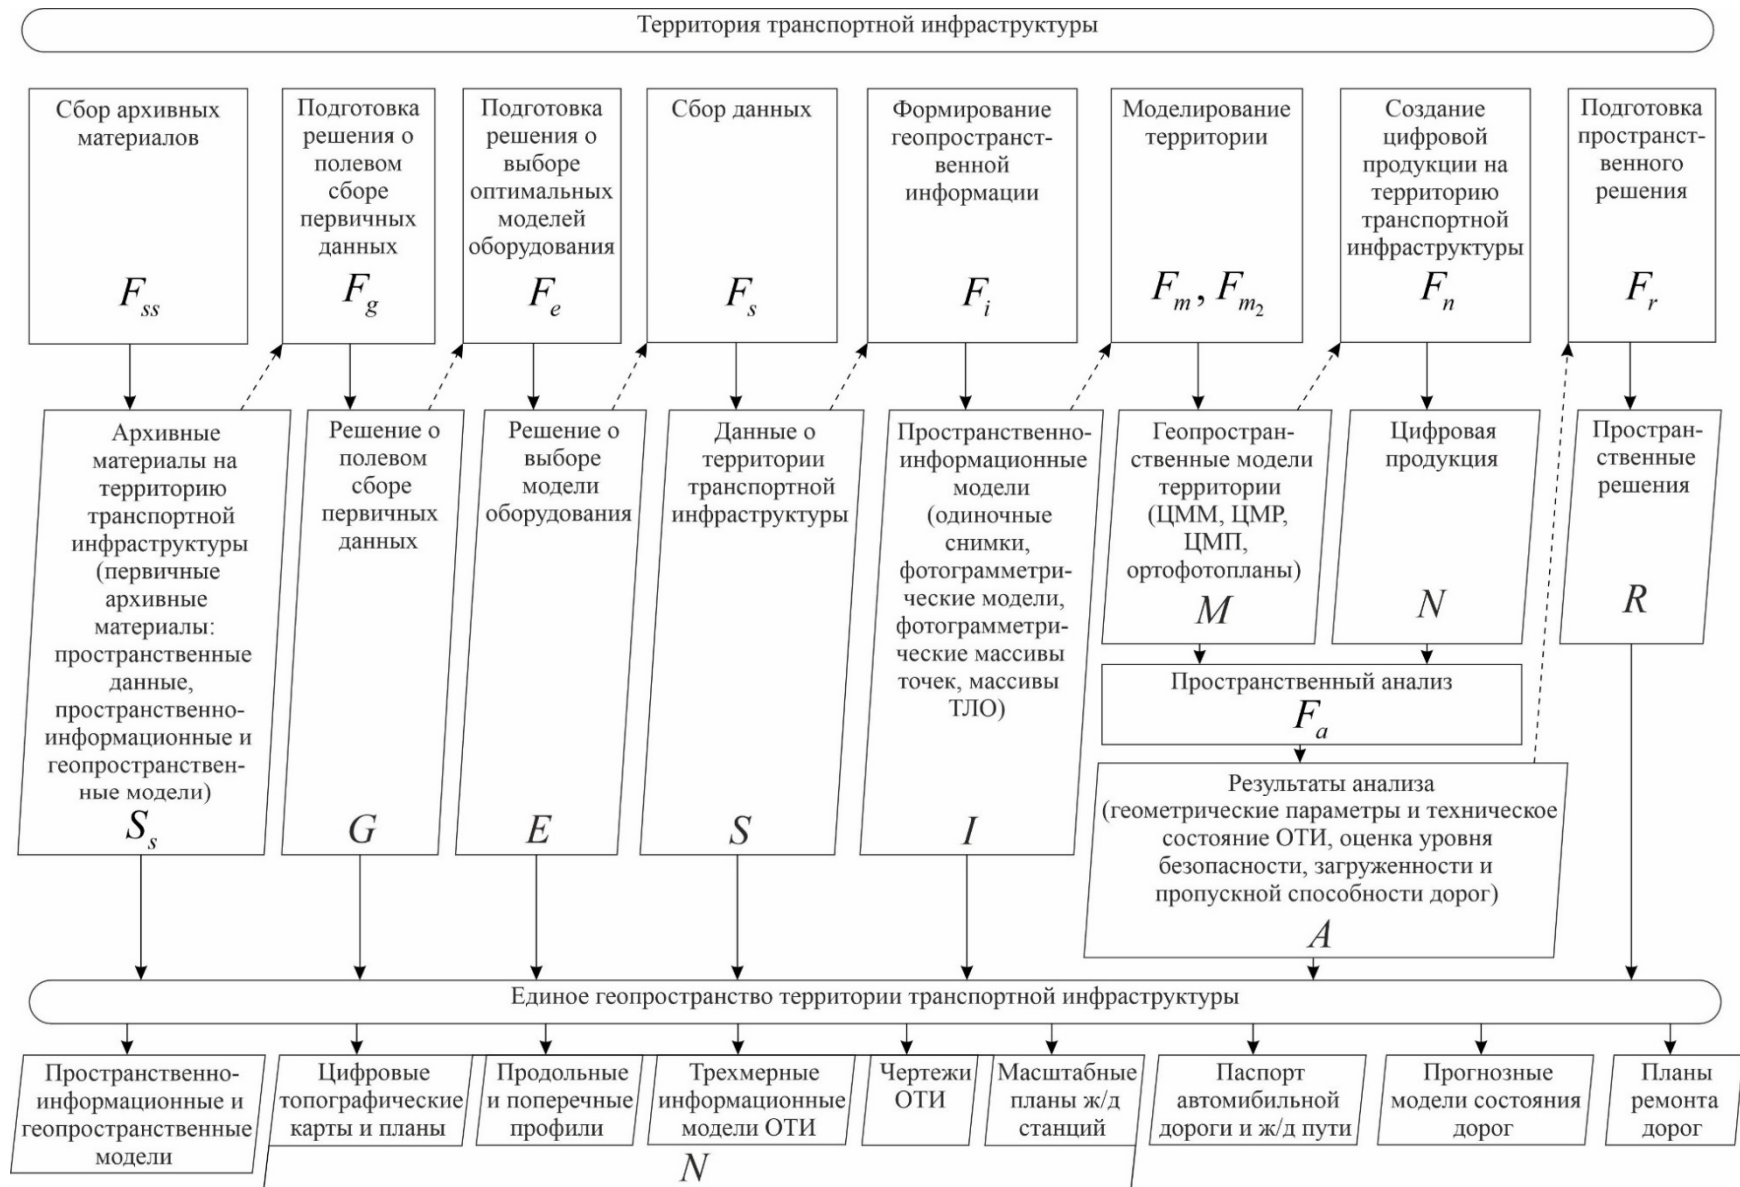 Территория транспортной инфраструктуры
Сбор архивных
материалов
F_ss
Подготовка
решения о
полевом
сборе
первичных
данных
F_g
Подготовка
решения о
выборе
оптимальных
моделей
оборудования
F_e
Сбор данных
F_s
Формирование
геопространст-
венной
информации
F_i
Моделирование
территории
F_m, F_m2
Создание
цифровой
продукции на
территорию
транспортной
инфраструктуры
F_n
Подготовка
пространст-
венного
решения
F_r
Архивные
материалы на
территорию
транспортной
инфраструктуры
(первичные
архивные
материалы:
пространственные
данные,
пространственно-
информационные и
геопространствен-
ные модели)
S_s
Решение о
полевом
сборе
первичных
данных
G
Решение о
выборе
модели
оборудования
E
Данные о
территории
транспортной
инфраструктуры
S
Пространственно-
информационные
модели
(одиночные
снимки,
фотограмметри-
ческие модели,
фотограмметри-
ческие массивы
точек, массивы
ТЛО)
I
Геопространст-
ственные модели
территории
(ЦММ, ЦМР,
ЦМП,
ортофотопланы)
M
Цифровая
продукция
N
Простран-
ственные
решения
R
Пространственный анализ
F_a
Результаты анализа
(геометрические параметры и техническое
состояние ОТИ, оценка уровня
безопасности, загруженности и
пропускной способности дорог)
A
Единое геопространство территории транспортной инфраструктуры
Пространственно-
информационные и
геопространственные
модели
Цифровые
топографические
карты и планы
Продольные
и поперечные
профили
Трехмерные
информационные
модели ОТИ
Чертежи
ОТИ
Масштабные
планы ж/д
станций
N
Паспорт
автомибильной
дороги и ж/д пути
Прогнозные
модели состояния
дорог
Планы
ремонта
дорог